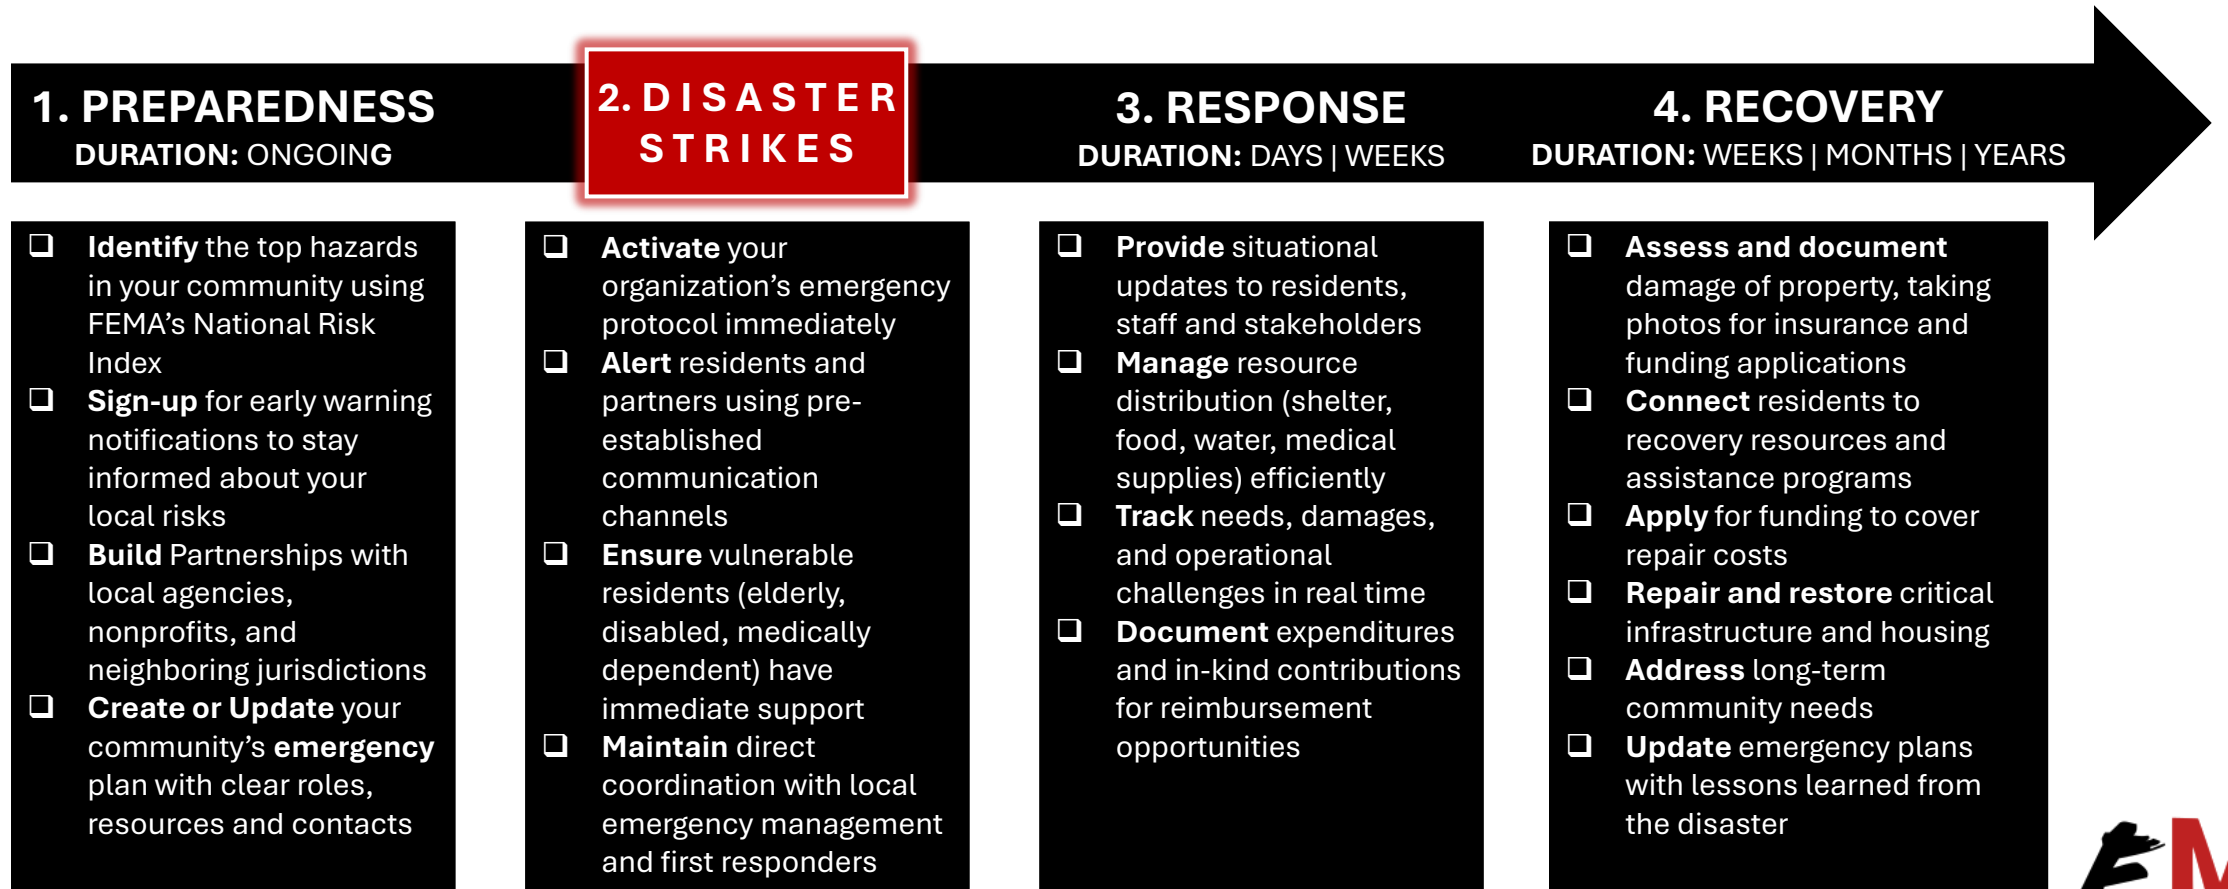 1. PREPAREDNESS
DURATION: ONGOING
2. DISASTER
STRIKES
3. RESPONSE
DURATION: DAYS | WEEKS
4. RECOVERY
DURATION: WEEKS | MONTHS | YEARS
❑ Identify the top hazards
in your community using
FEMA’s National Risk
Index
❑ Sign-up for early warning
notifications to stay
informed about your
local risks
❑ Build Partnerships with
local agencies,
nonprofits, and
neighboring jurisdictions
❑ Create or Update your
community’s emergency
plan with clear roles,
resources and contacts
❑ Activate your
organization’s emergency
protocol immediately
❑ Alert residents and
partners using pre-
established
communication
channels
❑ Ensure vulnerable
residents (elderly,
disabled, medically
dependent) have
immediate support
❑ Maintain direct
coordination with local
emergency management
and first responders
❑ Provide situational
updates to residents,
staff and stakeholders
❑ Manage resource
distribution (shelter,
food, water, medical
supplies) efficiently
❑ Track needs, damages,
and operational
challenges in real time
❑ Document expenditures
and in-kind contributions
for reimbursement
opportunities
❑ Assess and document
damage of property, taking
photos for insurance and
funding applications
❑ Connect residents to
recovery resources and
assistance programs
❑ Apply for funding to cover
repair costs
❑ Repair and restore critical
infrastructure and housing
❑ Address long-term
community needs
❑ Update emergency plans
with lessons learned from
the disaster